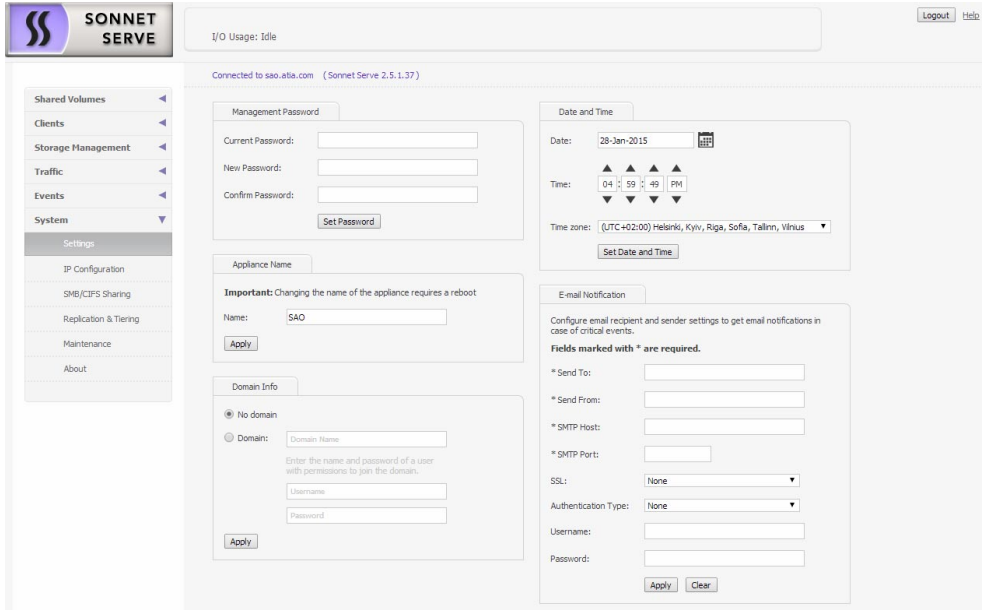 SONNET
SERVE
I/O Usage: Idle
Logout Help
Connected to sao.atia.com (Sonnet Serve 2.5.1.37)
Shared Volumes
Clients
Storage Management
Traffic
Events
System
Settings
IP Configuration
SMB/CIFS Sharing
Replication & Tiering
Maintenance
About
Management Password
Current Password:
New Password:
Confirm Password:
Set Password
Appliance Name
Important: Changing the name of the appliance requires a reboot
Name: SAO
Apply
Domain Info
No domain
Domain: Domain Name
Enter the name and password of a user
with permissions to join the domain.
Username
Password
Apply
Date and Time
Date: 28-Jan-2015
Time: 04 : 59 : 49 PM
Time zone: (UTC+02:00) Helsinki, Kyiv, Riga, Sofia, Tallinn, Vilnius
Set Date and Time
E-mail Notification
Configure email recipient and sender settings to get email notifications in
case of critical events.
Fields marked with * are required.
* Send To:
* Send From:
* SMTP Host:
* SMTP Port:
SSL: None
Authentication Type: None
Username:
Password:
Apply Clear